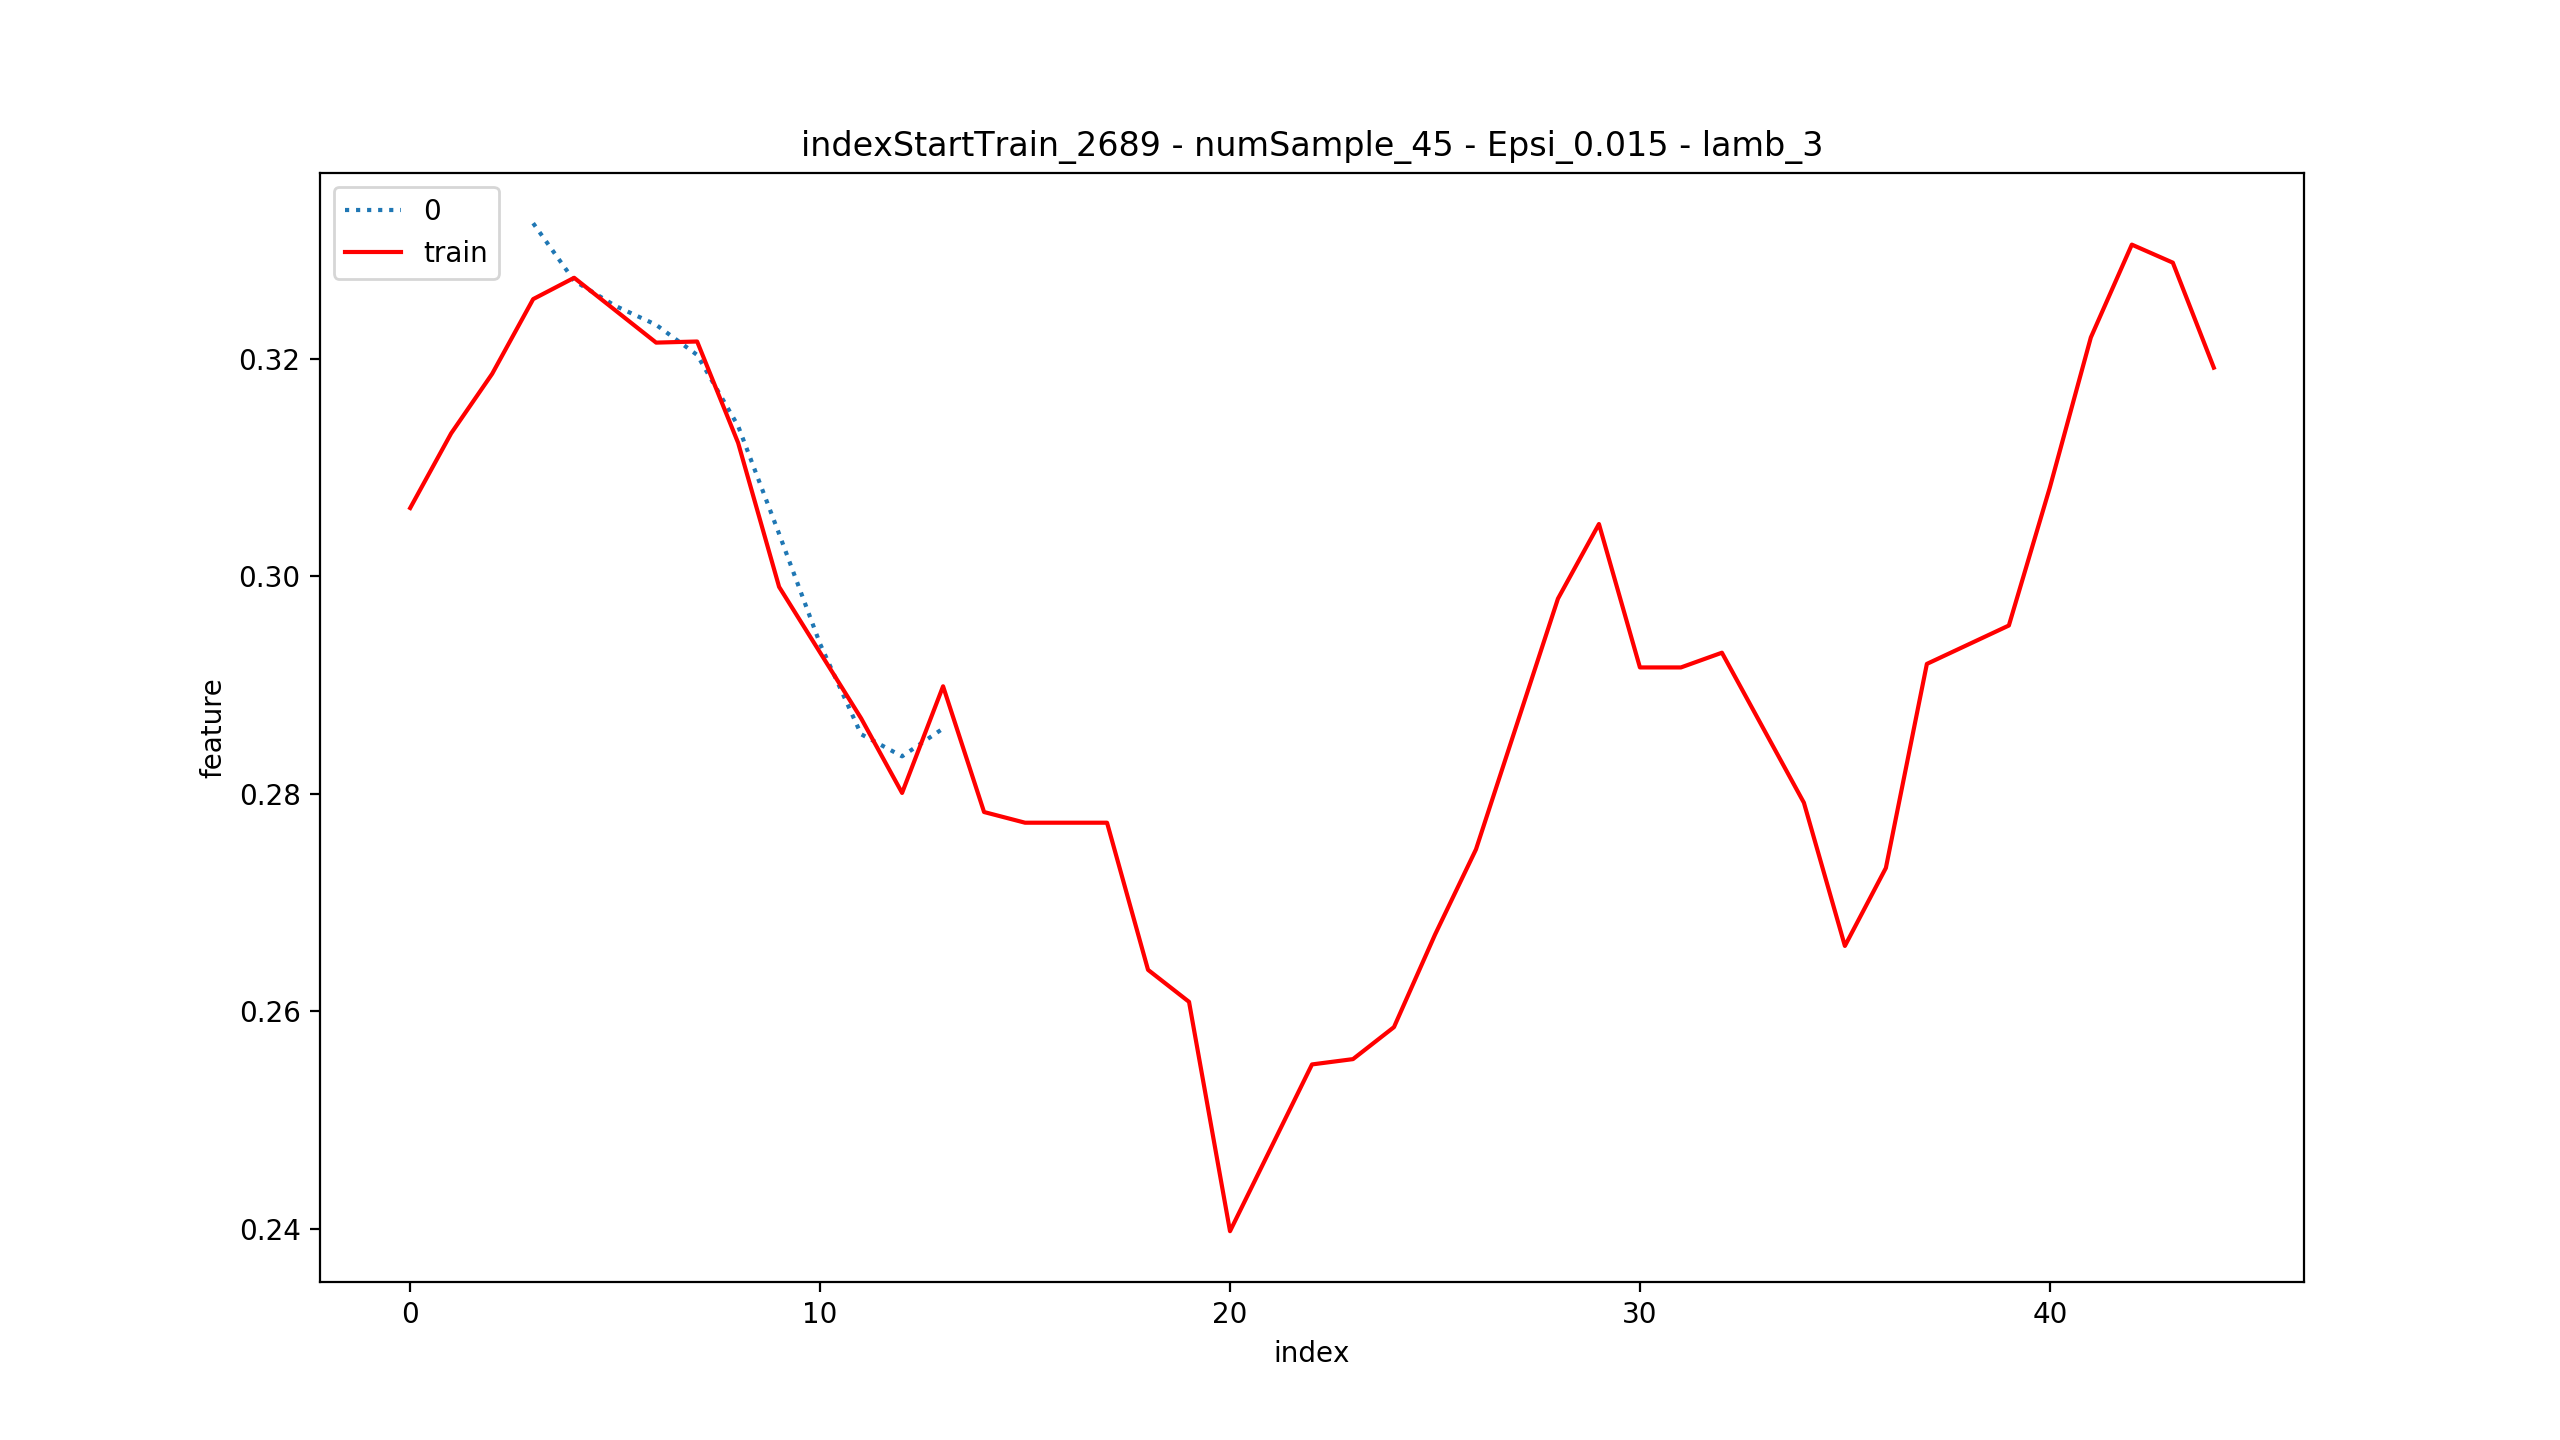 indexStartTrain_2689 - numSample_45 - Epsi_0.015 - lamb_3
0
train
0.32
0.30
0.28
0.26
0.24
feature
0 10 20 30 40
index